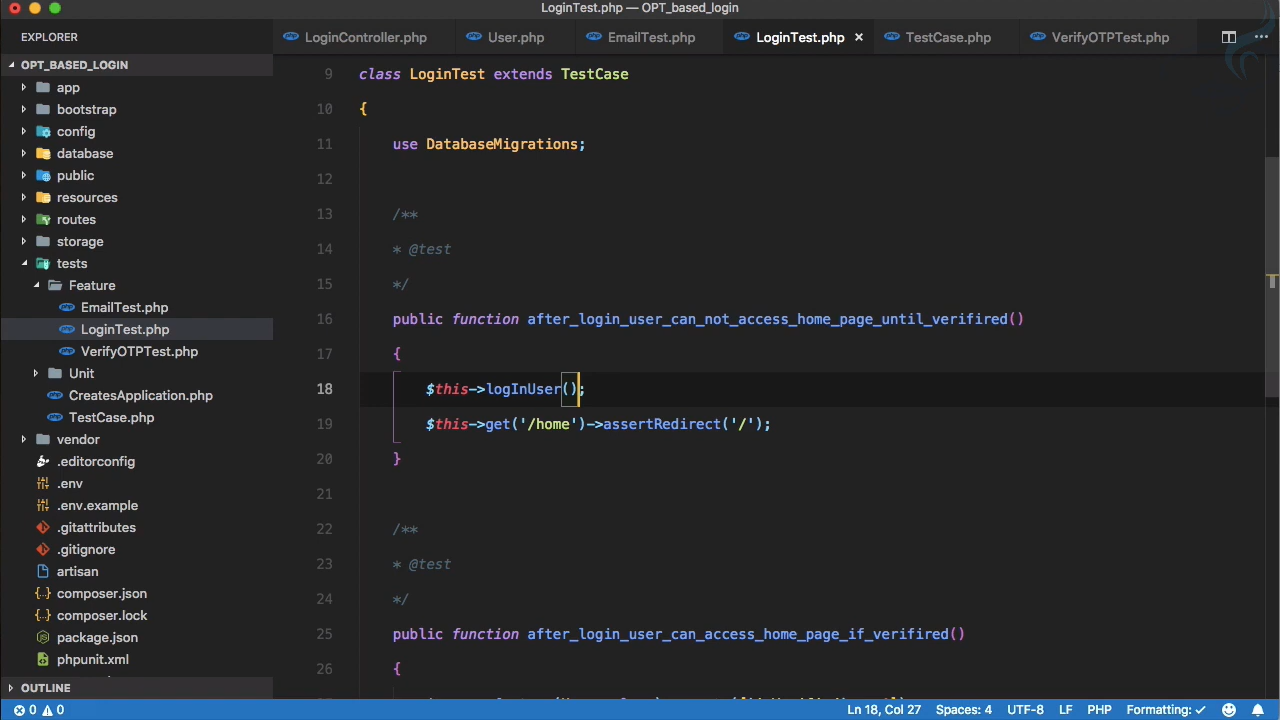 LoginTest.php — OPT_based_login
EXPLORER
LoginController.php
User.php
EmailTest.php
LoginTest.php ×
TestCase.php
VerifyOTPTest.php
OPT_BASED_LOGIN
app
bootstrap
config
database
public
resources
routes
storage
tests
Feature
EmailTest.php
LoginTest.php
VerifyOTPTest.php
Unit
CreatesApplication.php
TestCase.php
vendor
.editorconfig
.env
.env.example
.gitattributes
.gitignore
artisan
composer.json
composer.lock
package.json
phpunit.xml
OUTLINE
9 class LoginTest extends TestCase
10 {
11 use DatabaseMigrations;
12
13 /**
14 * @test
15 */
16 public function after_login_user_can_not_access_home_page_until_verifired()
17 {
18 $this->logInUser();
19 $this->get('/home')->assertRedirect('/');
20 }
21
22 /**
23 * @test
24 */
25 public function after_login_user_can_access_home_page_if_verifired()
26 {
0 0 Ln 18, Col 27 Spaces: 4 UTF-8 LF PHP Formatting: ✓